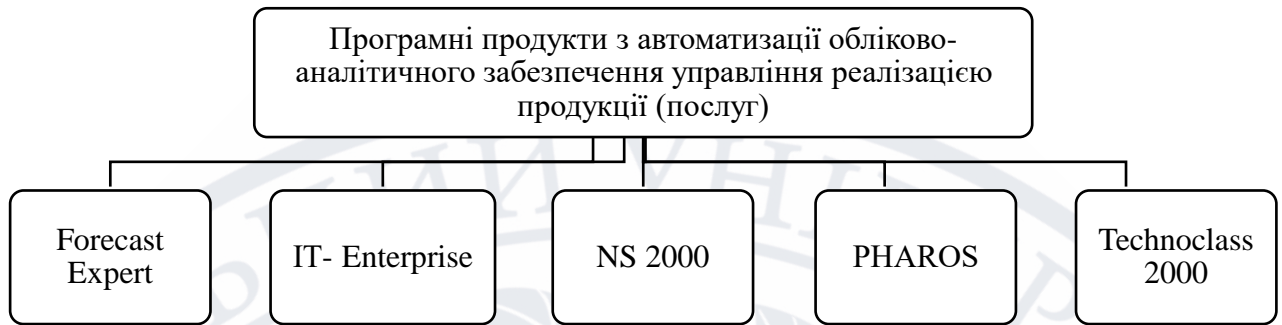 Програмні продукти з автоматизації обліково-
аналітичного забезпечення управління реалізацією
продукції (послуг)
Forecast
Expert
IT- Enterprise
NS 2000
PHAROS
Technoclass
2000